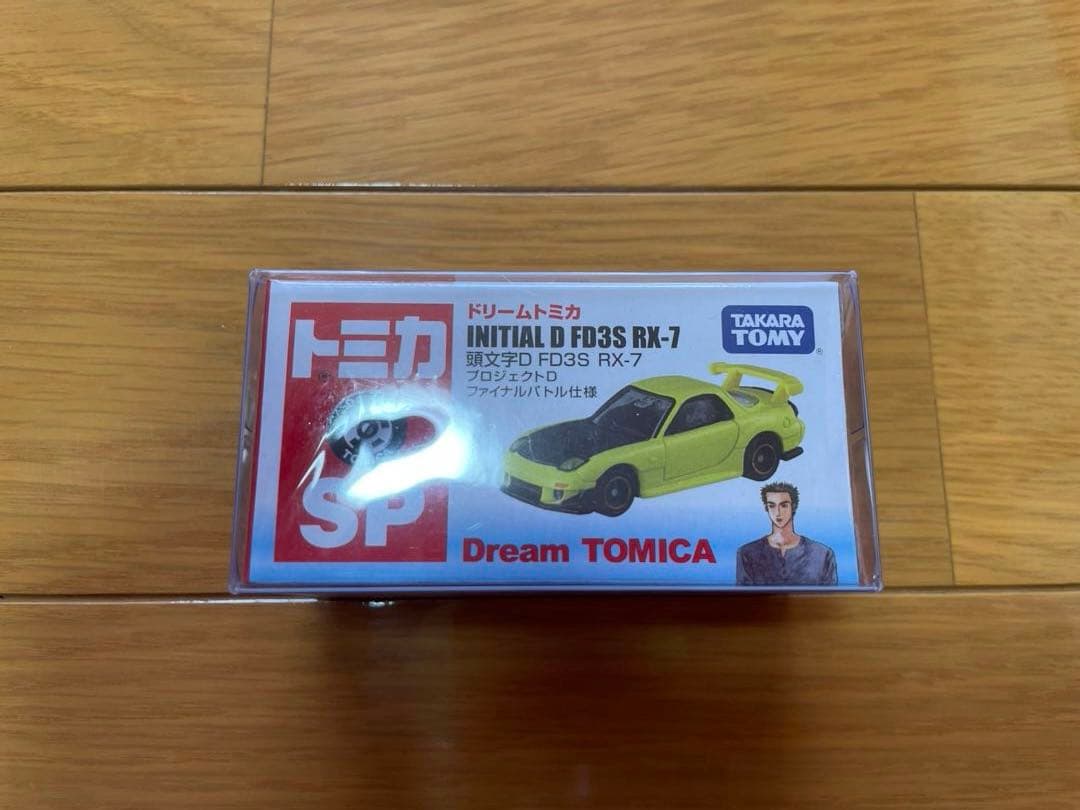 トミカ
SP
ドリームトミカ
INITIAL D FD3S RX-7
頭文字D FD3S RX-7
プロジェクトD
ファイナルバトル仕様
TAKARA
TOMY
Dream TOMICA